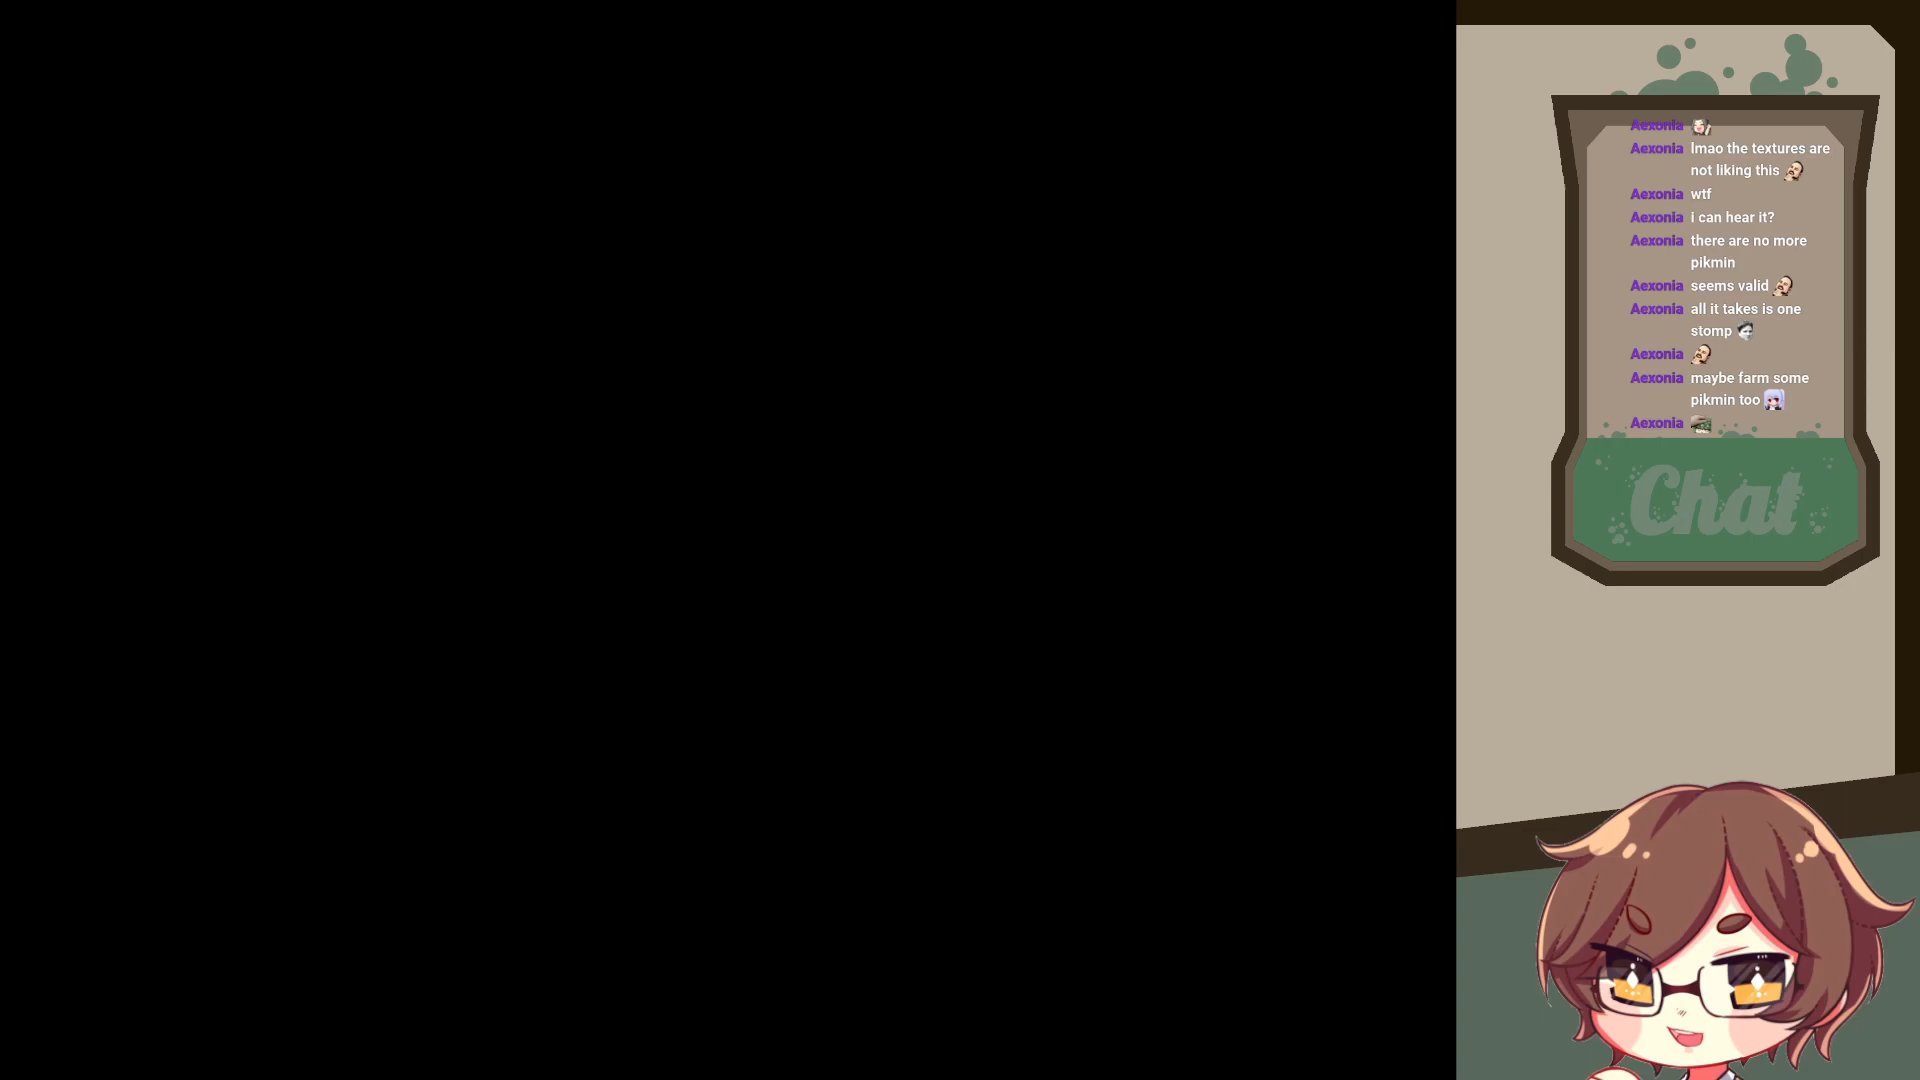 Aexonia
Aexonia lmao the textures are
not liking this
Aexonia wtf
Aexonia i can hear it?
Aexonia there are no more
pikmin
Aexonia seems valid
Aexonia all it takes is one
stomp
Aexonia
Aexonia maybe farm some
pikmin too
Aexonia
Chat